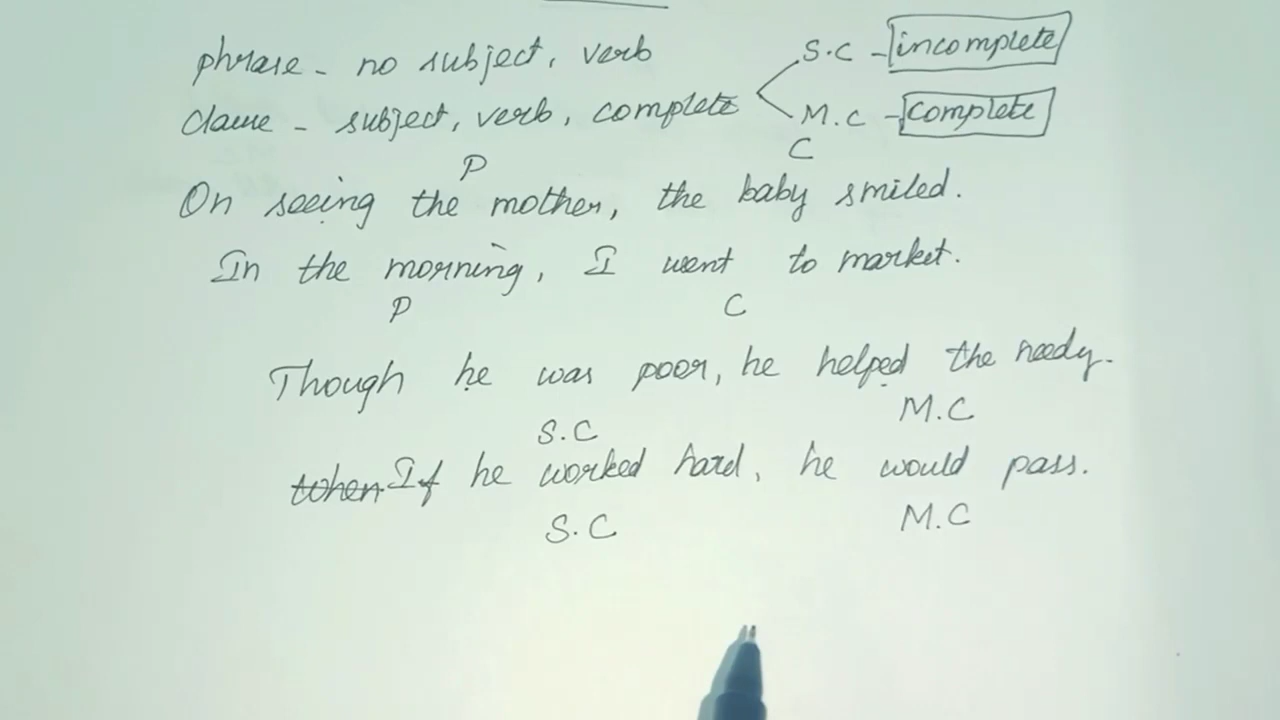 phrase - no subject, verb
S.C - incomplete
clause - subject, verb, complete
M.C - complete
P C
On seeing the mother, the baby smiled.
In the morning, I went to market.
P C
Though he was poor, he helped the needy.
S.C M.C
when If he worked hard, he would pass.
S.C M.C